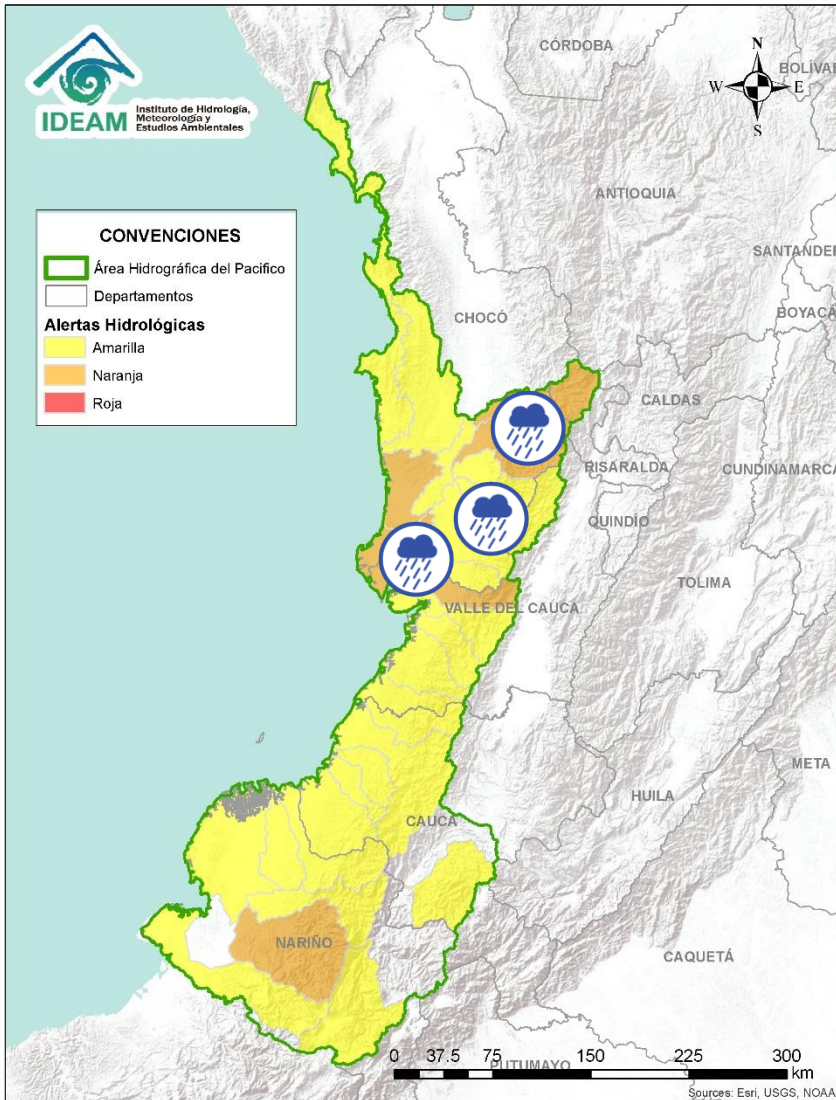 IDEAM
Instituto de Hidrología,
Meteorología y
Estudios Ambientales
N
W
E
S
CÓRDOBA
BOLÍVAR
ANTIOQUIA
SANTANDER
BOYACÁ
CHOCÓ
CALDAS
RISARALDA
CUNDINAMARCA
QUINDÍO
TOLIMA
VALLE DEL CAUCA
META
HUILA
CAUCA
NARIÑO
CAQUETÁ
PUTUMAYO
CONVENCIONES
Área Hidrográfica del Pacifico
Departamentos
Alertas Hidrológicas
Amarilla
Naranja
Roja
0 37.5 75 150 225 300
km
Sources: Esri, USGS, NOAA